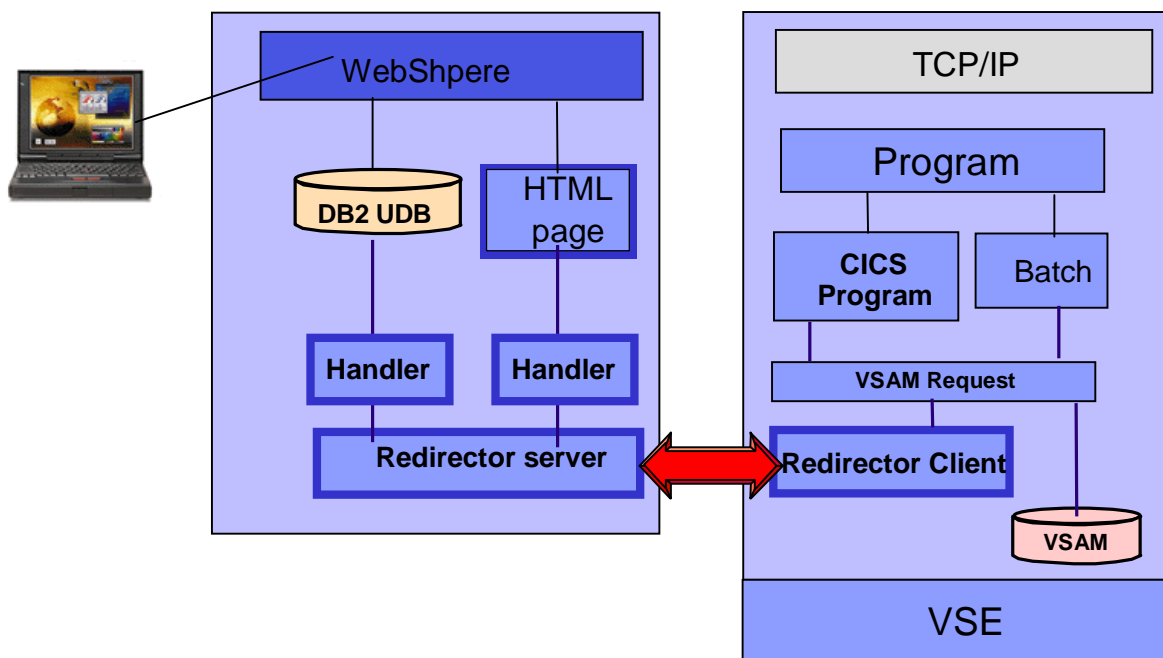 WebShpere
DB2 UDB
HTML
page
Handler
Handler
Redirector server
TCP/IP
Program
CICS
Program
Batch
VSAM Request
Redirector Client
VSAM
VSE